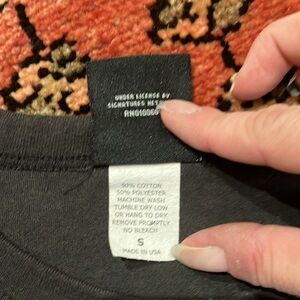 UNDER LICENSE BY
SIGNATURES
50% COTTON
50% POLYESTER
MACHINE WASH
TUMBLE DRY LOW
OR HANG TO DRY
REMOVE PROMPTLY
NO BLEACH
S
MADE IN USA